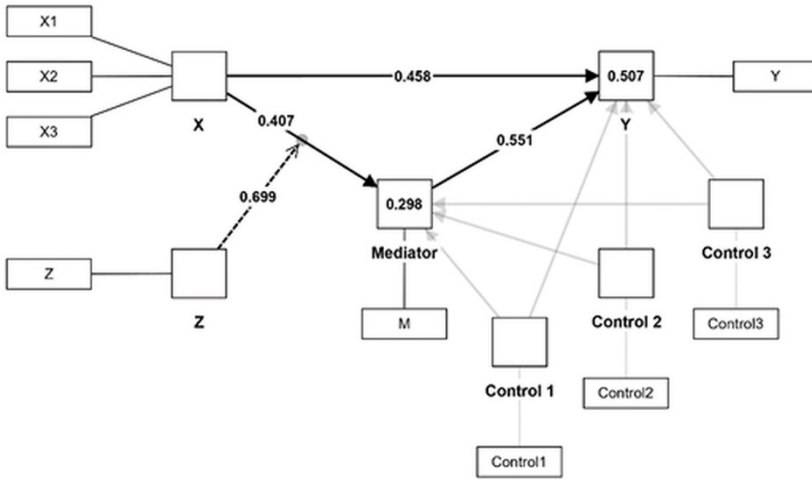 X1
X2
X3
X
0.458
0.507
Y
Y
0.407
0.551
0.699
0.298
Mediator
M
Z
Z
Control 3
Control3
Control 2
Control2
Control 1
Control1